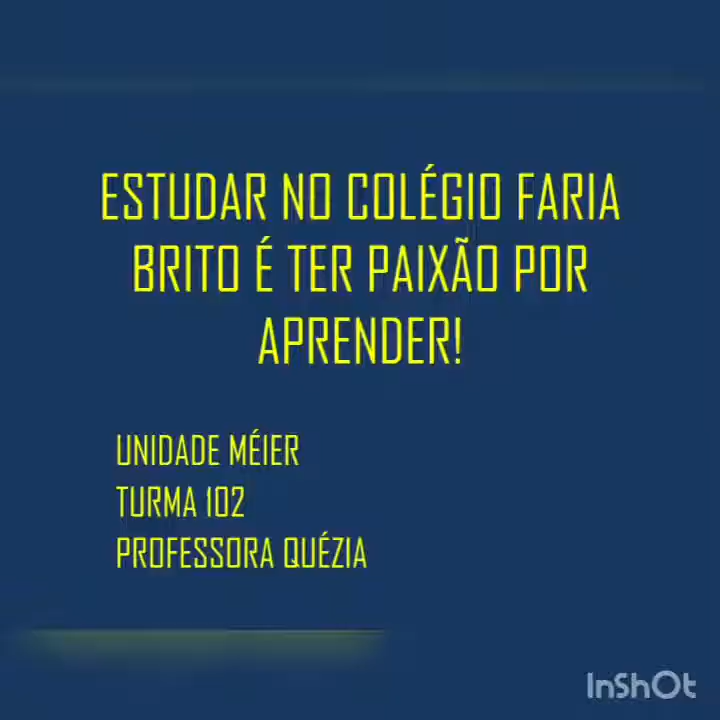 ESTUDAR NO COLÉGIO FARIA
BRITO É TER PAIXÃO POR
APRENDER!
UNIDADE MÉIER
TURMA 102
PROFESSORA QUÉZIA
InShOt